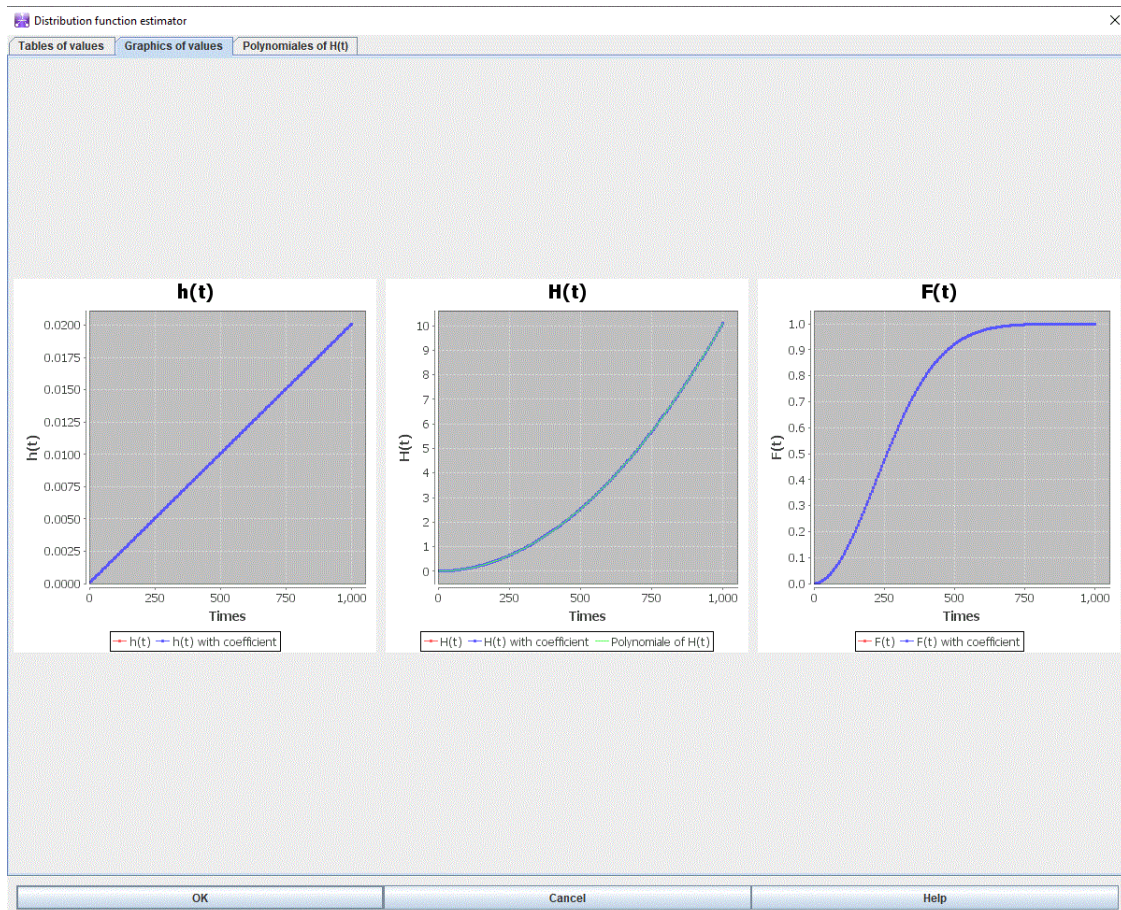 Distribution function estimator
Tables of values Graphics of values Polynomiales of H(t)
h(t)
0.0200
0.0175
0.0150
0.0125
0.0100
0.0075
0.0050
0.0025
0.0000
h(t)
0 250 500 750 1,000
Times
h(t) h(t) with coefficient
H(t)
10
9
8
7
6
5
4
3
2
1
0
H(t)
0 250 500 750 1,000
Times
H(t) H(t) with coefficient Polynomiale of H(t)
F(t)
1.0
0.9
0.8
0.7
0.6
0.5
0.4
0.3
0.2
0.1
0.0
F(t)
0 250 500 750 1,000
Times
F(t) F(t) with coefficient
OK Cancel Help